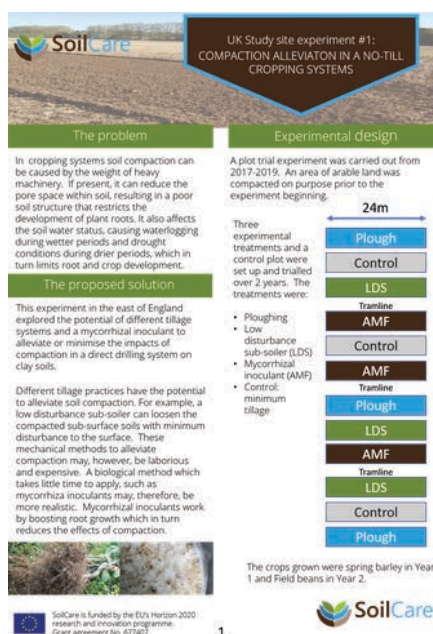 SoilCare
UK Study site experiment #1:
COMPACTION ALLEVIATON IN A NO-TILL
CROPPING SYSTEMS
The problem
In cropping systems soil compaction can
be caused by the weight of heavy
machinery. If present, it can reduce the
pore space within soil, resulting in a poor
soil structure that restricts the
development of plant roots. It also affects
the soil water status, causing waterlogging
during wetter periods and drought
conditions during drier periods, which in
turn limits root and crop development.
The proposed solution
This experiment in the east of England
explored the potential of different tillage
systems and a mycorrhizal inoculant to
alleviate or minimise the impacts of
compaction in a direct drilling system on
clay soils.
Different tillage practices have the potential
to alleviate soil compaction. For example, a
low disturbance sub-soiler can loosen the
compacted sub-surface soils with minimum
disturbance to the surface. These
mechanical methods to alleviate
compaction may, however, be laborious
and expensive. A biological method which
takes little time to apply, such as
mycorrhiza inoculants may, therefore, be
more realistic. Mycorrhizal inoculants work
by boosting root growth which in turn
reduces the effects of compaction.
SoilCare is funded by the EU's Horizon 2020
research and innovation programme.
Grant agreement No. 677407
1
Experimental design
A plot trial experiment was carried out from
2017-2019. An area of arable land was
compacted on purpose prior to the
experiment beginning.
Three
experimental
treatments and a
control plot were
set up and trialled
over 2 years. The
treatments were:
• Ploughing
• Low
disturbance
sub-soiler (LDS)
• Mycorrhizal
inoculant (AMF)
• Control:
minimum
tillage
24m
Plough
Control
LDS
Tramline
AMF
Control
AMF
Tramline
Plough
LDS
AMF
Tramline
LDS
Control
Plough
The crops grown were spring barley in Year
1 and Field beans in Year 2.
SoilCare